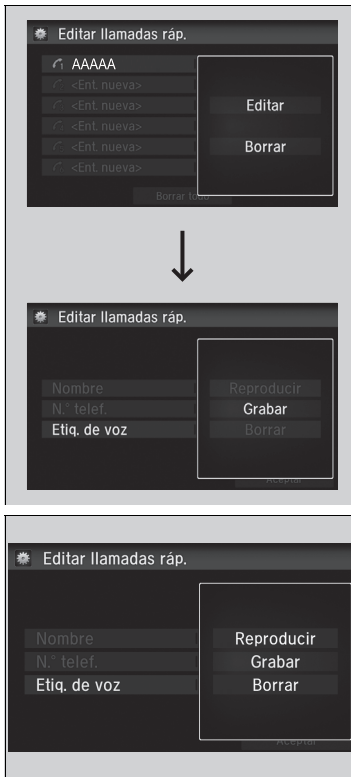 Editar llamadas ráp.
AAAAA
<Ent. nueva>
<Ent. nueva>
<Ent. nueva>
<Ent. nueva>
<Ent. nueva>
Editar
Borrar
Borrar todo
Editar llamadas ráp.
Nombre
N.° telef.
Etiq. de voz
Reproducir
Grabar
Borrar
Aceptar
Editar llamadas ráp.
Nombre
N.° telef.
Etiq. de voz
Reproducir
Grabar
Borrar
Aceptar